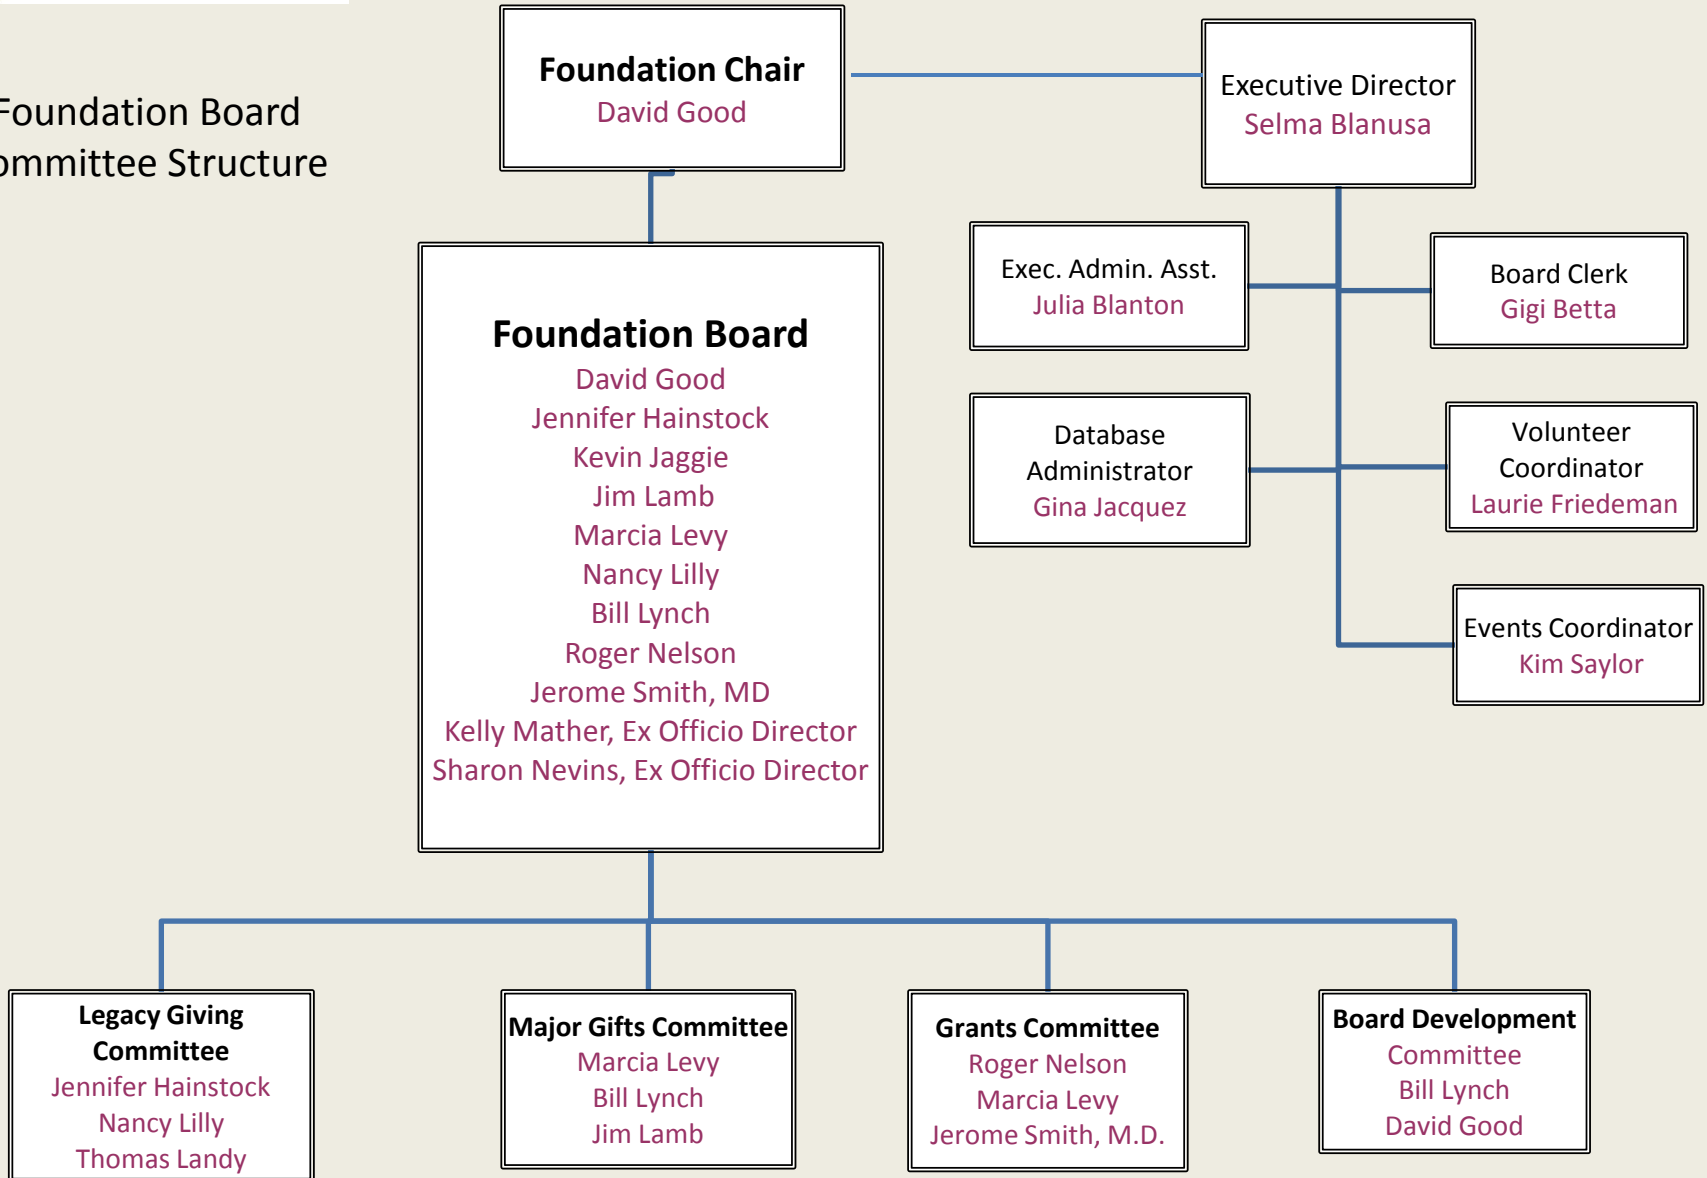 Foundation Board
ommittee Structure
Foundation Chair
David Good
Executive Director
Selma Blanusa
Exec. Admin. Asst.
Julia Blanton
Board Clerk
Gigi Betta
Foundation Board
David Good
Jennifer Hainstock
Kevin Jaggie
Jim Lamb
Marcia Levy
Nancy Lilly
Bill Lynch
Roger Nelson
Jerome Smith, MD
Kelly Mather, Ex Officio Director
Sharon Nevins, Ex Officio Director
Database
Administrator
Gina Jacquez
Volunteer
Coordinator
Laurie Friedeman
Events Coordinator
Kim Saylor
Legacy Giving
Committee
Jennifer Hainstock
Nancy Lilly
Thomas Landy
Major Gifts Committee
Marcia Levy
Bill Lynch
Jim Lamb
Grants Committee
Roger Nelson
Marcia Levy
Jerome Smith, M.D.
Board Development
Committee
Bill Lynch
David Good